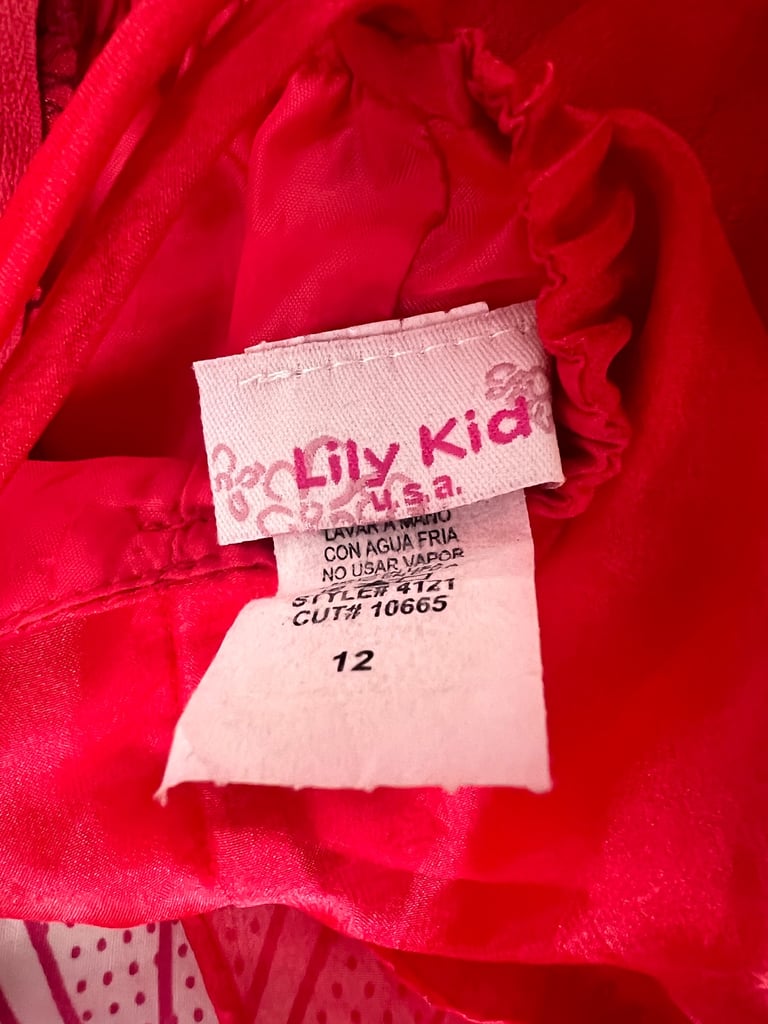 Lily Kid
u.s.a.
LAVAR A MANO
CON AGUA FRIA
NO USAR VAPOR
STYLE# 4121
CUT# 10665
12